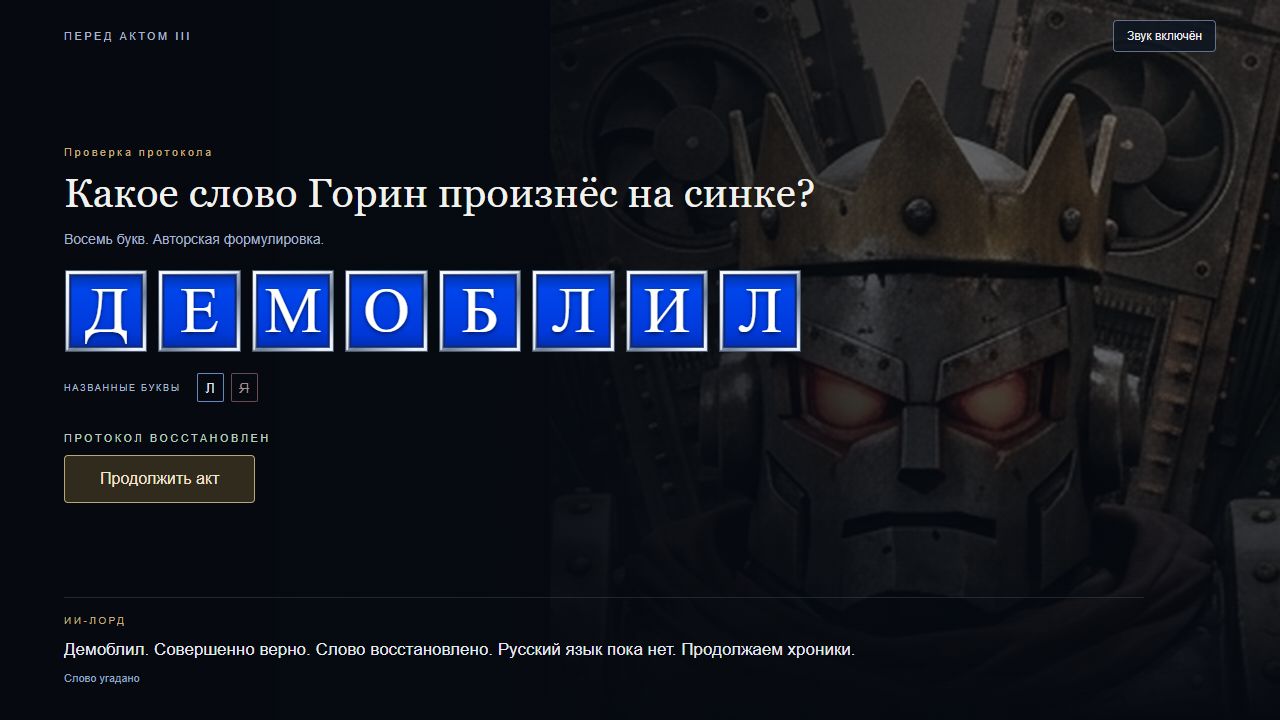 ПЕРЕД АКТОМ III
Звук включён
Проверка протокола
Какое слово Горин произнёс на синке?
Восемь букв. Авторская формулировка.
ДЕМОБЛИЛ
НАЗВАННЫЕ БУКВЫ Л Я
ПРОТОКОЛ ВОССТАНОВЛЕН
Продолжить акт
ИИ-ЛОРД
Демоблил. Совершенно верно. Слово восстановлено. Русский язык пока нет. Продолжаем хроники.
Слово угадано